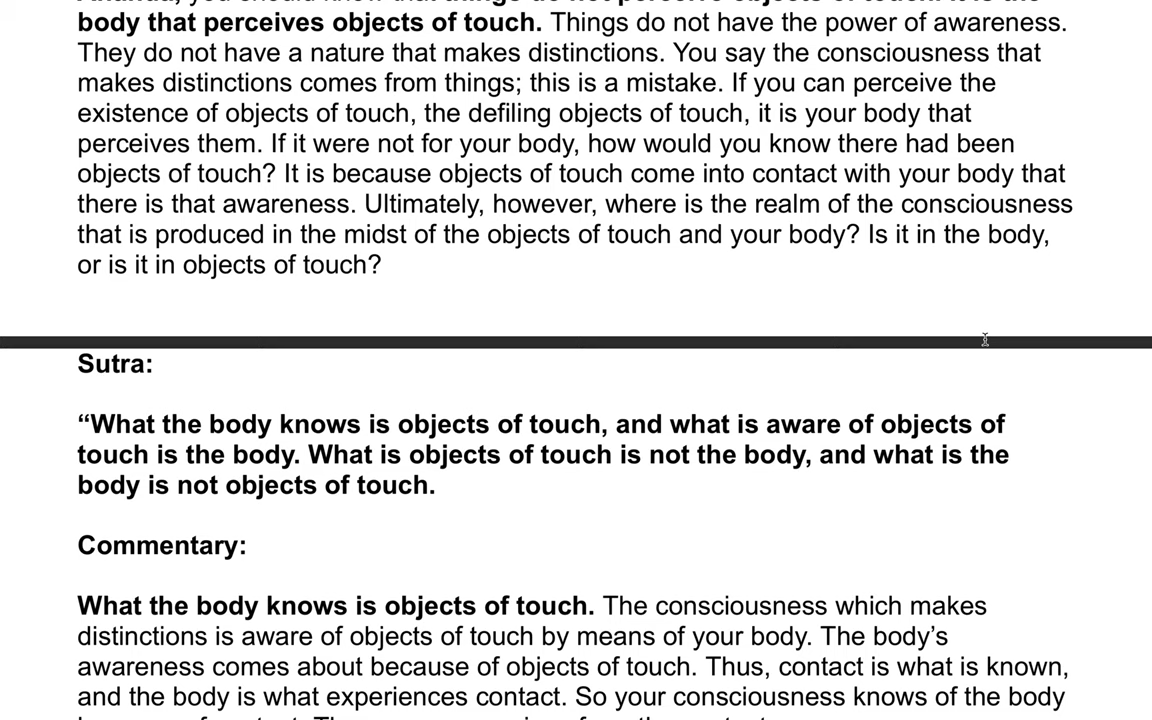 body that perceives objects of touch. Things do not have the power of awareness.
They do not have a nature that makes distinctions. You say the consciousness that
makes distinctions comes from things; this is a mistake. If you can perceive the
existence of objects of touch, the defiling objects of touch, it is your body that
perceives them. If it were not for your body, how would you know there had been
objects of touch? It is because objects of touch come into contact with your body that
there is that awareness. Ultimately, however, where is the realm of the consciousness
that is produced in the midst of the objects of touch and your body? Is it in the body,
or is it in objects of touch?
Sutra:
“What the body knows is objects of touch, and what is aware of objects of
touch is the body. What is objects of touch is not the body, and what is the
body is not objects of touch.
Commentary:
What the body knows is objects of touch. The consciousness which makes
distinctions is aware of objects of touch by means of your body. The body’s
awareness comes about because of objects of touch. Thus, contact is what is known,
and the body is what experiences contact. So your consciousness knows of the body